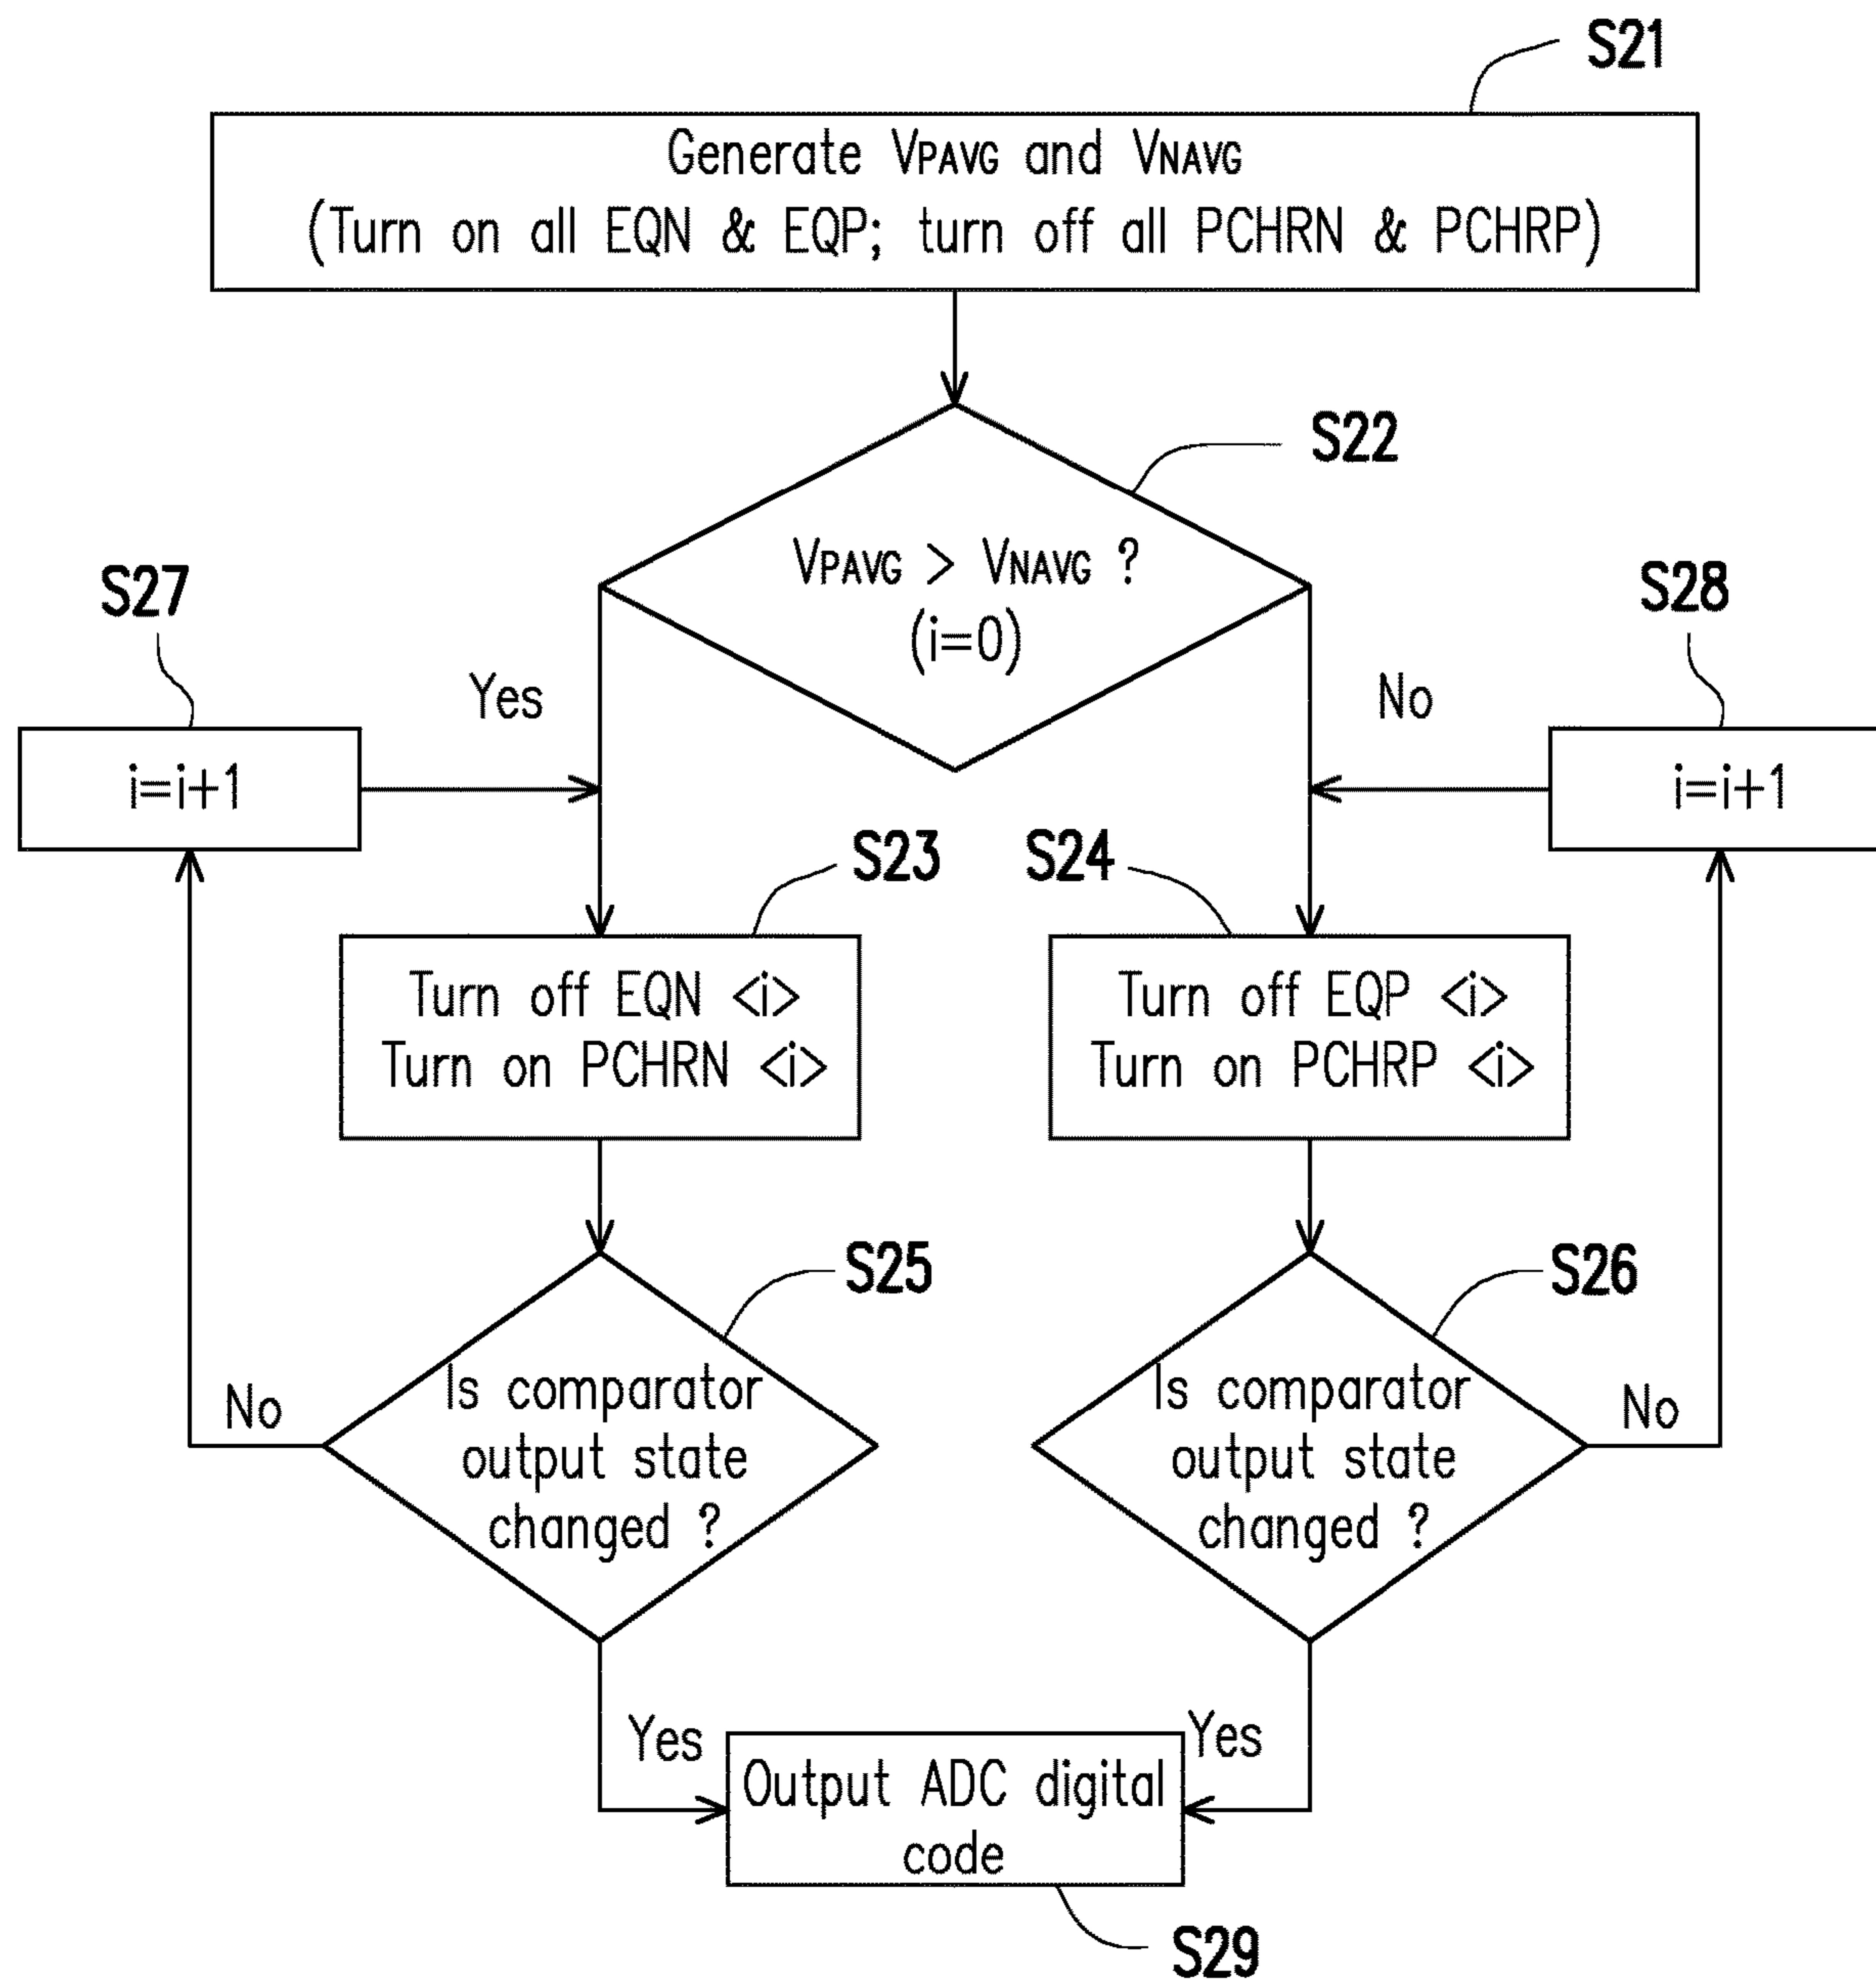 S21
Generate VPAVG and VNAVG
(Turn on all EQN & EQP; turn off all PCHRN & PCHRP)
S22
VPAVG > VNAVG ?
(i=0)
S27
S28
Yes
No
i=i+1
i=i+1
S23
S24
Turn off EQN <i>
Turn on PCHRN <i>
Turn off EQP <i>
Turn on PCHRP <i>
S25
S26
Is comparator
output state
changed ?
No
Is comparator
output state
changed ?
No
Yes
Yes
Output ADC digital
code
S29